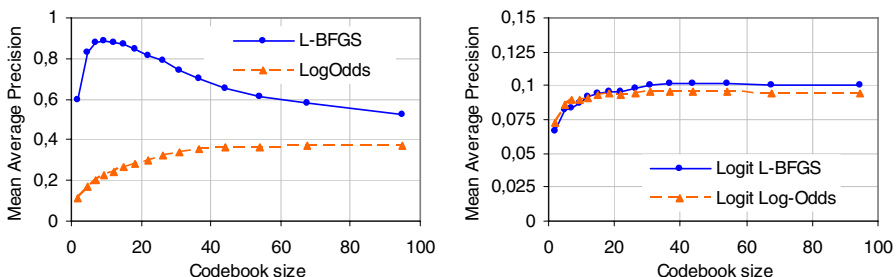 1
0,8
0,6
0,4
0,2
0
0 20 40 60 80 100
Mean Average Precision
Codebook size
L-BFGS
LogOdds
0,15
0,125
0,1
0,075
0,05
0,025
0
0 20 40 60 80 100
Mean Average Precision
Codebook size
Logit L-BFGS
Logit Log-Odds